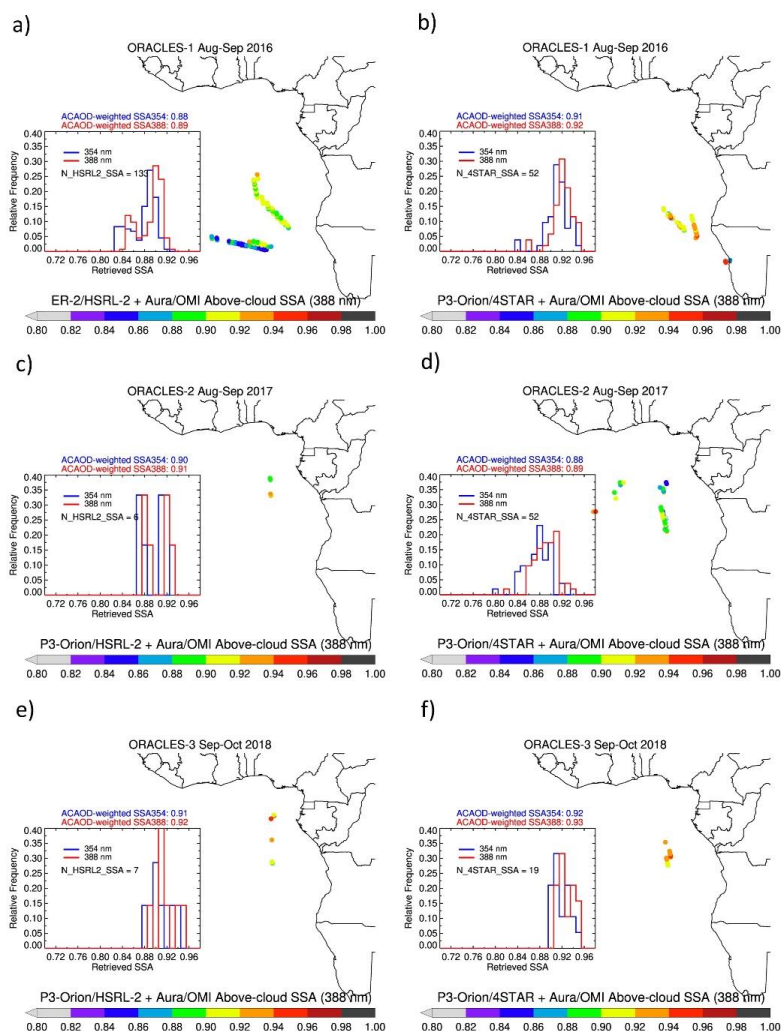 a)
ORACLES-1 Aug-Sep 2016
ACAOD-weighted SSA354: 0.88
ACAOD-weighted SSA388: 0.89
0.40
0.35
0.30
0.25
0.20
0.15
0.10
0.05
0.00
Relative Frequency
354 nm
388 nm
N_HSRL2_SSA = 133
0.72 0.76 0.80 0.84 0.88 0.92 0.96
Retrieved SSA
ER-2/HSRL-2 + Aura/OMI Above-cloud SSA (388 nm)
0.80 0.82 0.84 0.86 0.88 0.90 0.92 0.94 0.96 0.98 1.00
b)
ORACLES-1 Aug-Sep 2016
ACAOD-weighted SSA354: 0.91
ACAOD-weighted SSA388: 0.92
0.40
0.35
0.30
0.25
0.20
0.15
0.10
0.05
0.00
Relative Frequency
354 nm
388 nm
N_4STAR_SSA = 52
0.72 0.76 0.80 0.84 0.88 0.92 0.96
Retrieved SSA
P3-Orion/4STAR + Aura/OMI Above-cloud SSA (388 nm)
0.80 0.82 0.84 0.86 0.88 0.90 0.92 0.94 0.96 0.98 1.00
c)
ORACLES-2 Aug-Sep 2017
ACAOD-weighted SSA354: 0.90
ACAOD-weighted SSA388: 0.91
0.40
0.35
0.30
0.25
0.20
0.15
0.10
0.05
0.00
Relative Frequency
354 nm
388 nm
N_HSRL2_SSA = 6
0.72 0.76 0.80 0.84 0.88 0.92 0.96
Retrieved SSA
P3-Orion/HSRL-2 + Aura/OMI Above-cloud SSA (388 nm)
0.80 0.82 0.84 0.86 0.88 0.90 0.92 0.94 0.96 0.98 1.00
d)
ORACLES-2 Aug-Sep 2017
ACAOD-weighted SSA354: 0.88
ACAOD-weighted SSA388: 0.89
0.40
0.35
0.30
0.25
0.20
0.15
0.10
0.05
0.00
Relative Frequency
354 nm
388 nm
N_4STAR_SSA = 52
0.72 0.76 0.80 0.84 0.88 0.92 0.96
Retrieved SSA
P3-Orion/4STAR + Aura/OMI Above-cloud SSA (388 nm)
0.80 0.82 0.84 0.86 0.88 0.90 0.92 0.94 0.96 0.98 1.00
e)
ORACLES-3 Sep-Oct 2018
ACAOD-weighted SSA354: 0.91
ACAOD-weighted SSA388: 0.92
0.40
0.35
0.30
0.25
0.20
0.15
0.10
0.05
0.00
Relative Frequency
354 nm
388 nm
N_HSRL2_SSA = 7
0.72 0.76 0.80 0.84 0.88 0.92 0.96
Retrieved SSA
P3-Orion/HSRL-2 + Aura/OMI Above-cloud SSA (388 nm)
0.80 0.82 0.84 0.86 0.88 0.90 0.92 0.94 0.96 0.98 1.00
f)
ORACLES-3 Sep-Oct 2018
ACAOD-weighted SSA354: 0.92
ACAOD-weighted SSA388: 0.93
0.40
0.35
0.30
0.25
0.20
0.15
0.10
0.05
0.00
Relative Frequency
354 nm
388 nm
N_4STAR_SSA = 19
0.72 0.76 0.80 0.84 0.88 0.92 0.96
Retrieved SSA
P3-Orion/4STAR + Aura/OMI Above-cloud SSA (388 nm)
0.80 0.82 0.84 0.86 0.88 0.90 0.92 0.94 0.96 0.98 1.00